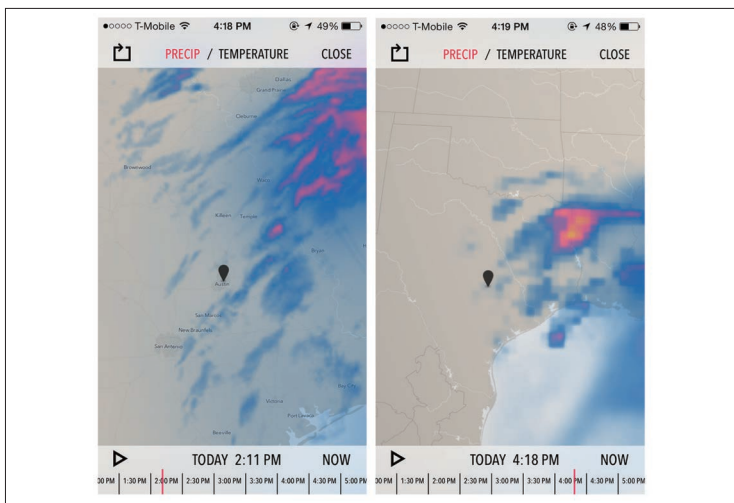 T-Mobile 4:18 PM 49%
PRECIP / TEMPERATURE CLOSE
Dallas
Grand Prairie
Cleburne
Brownwood
Waco
Killeen Temple
Bryan
Austin
San Marcos
New Braunfels
San Antonio
Bay City
Victoria
Port Lavaca
Beeville
TODAY 2:11 PM NOW
00 PM 1:30 PM 2:00 PM 2:30 PM 3:00 PM 3:30 PM 4:00 PM 4:30 PM 5:00 P
T-Mobile 4:19 PM 48%
PRECIP / TEMPERATURE CLOSE
TODAY 4:18 PM NOW
00 PM 1:30 PM 2:00 PM 2:30 PM 3:00 PM 3:30 PM 4:00 PM 4:30 PM 5:00 P